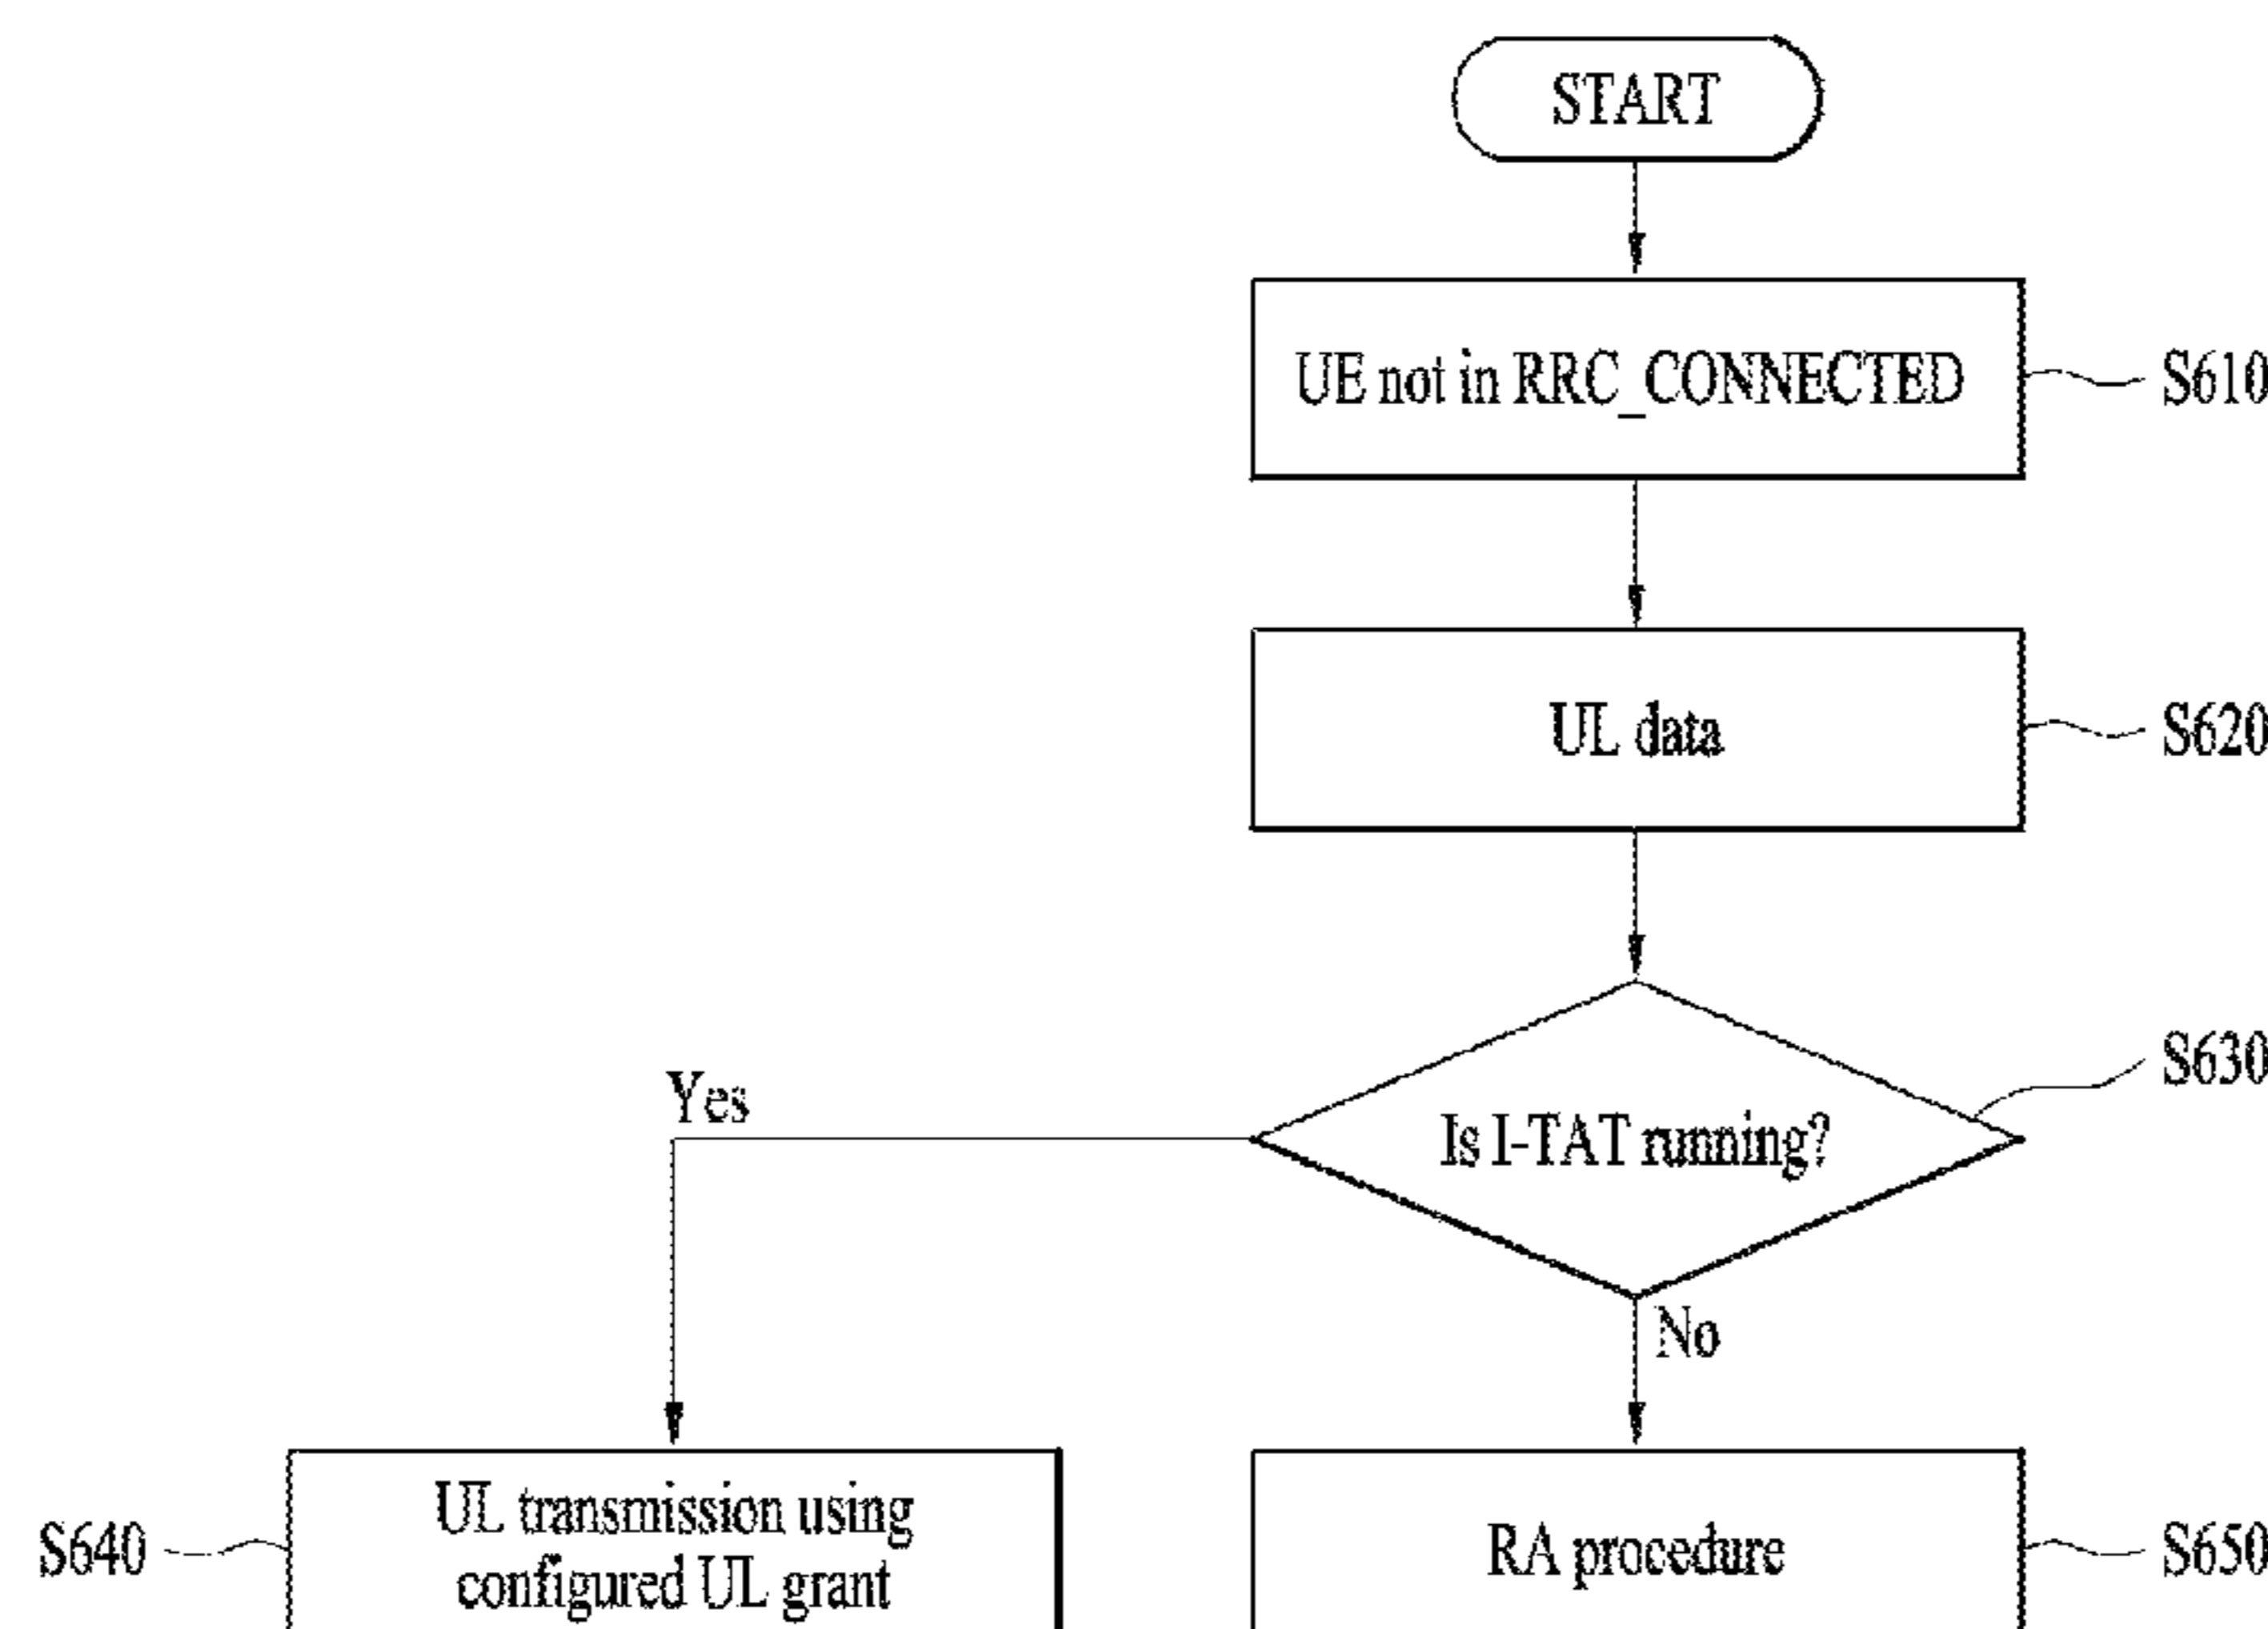 START
UE not in RRC_CONNECTED
S610
UL data
S620
S630
Yes
Is I-TAT running?
No
S640
UL transmission using
configured UL grant
RA procedure
S650